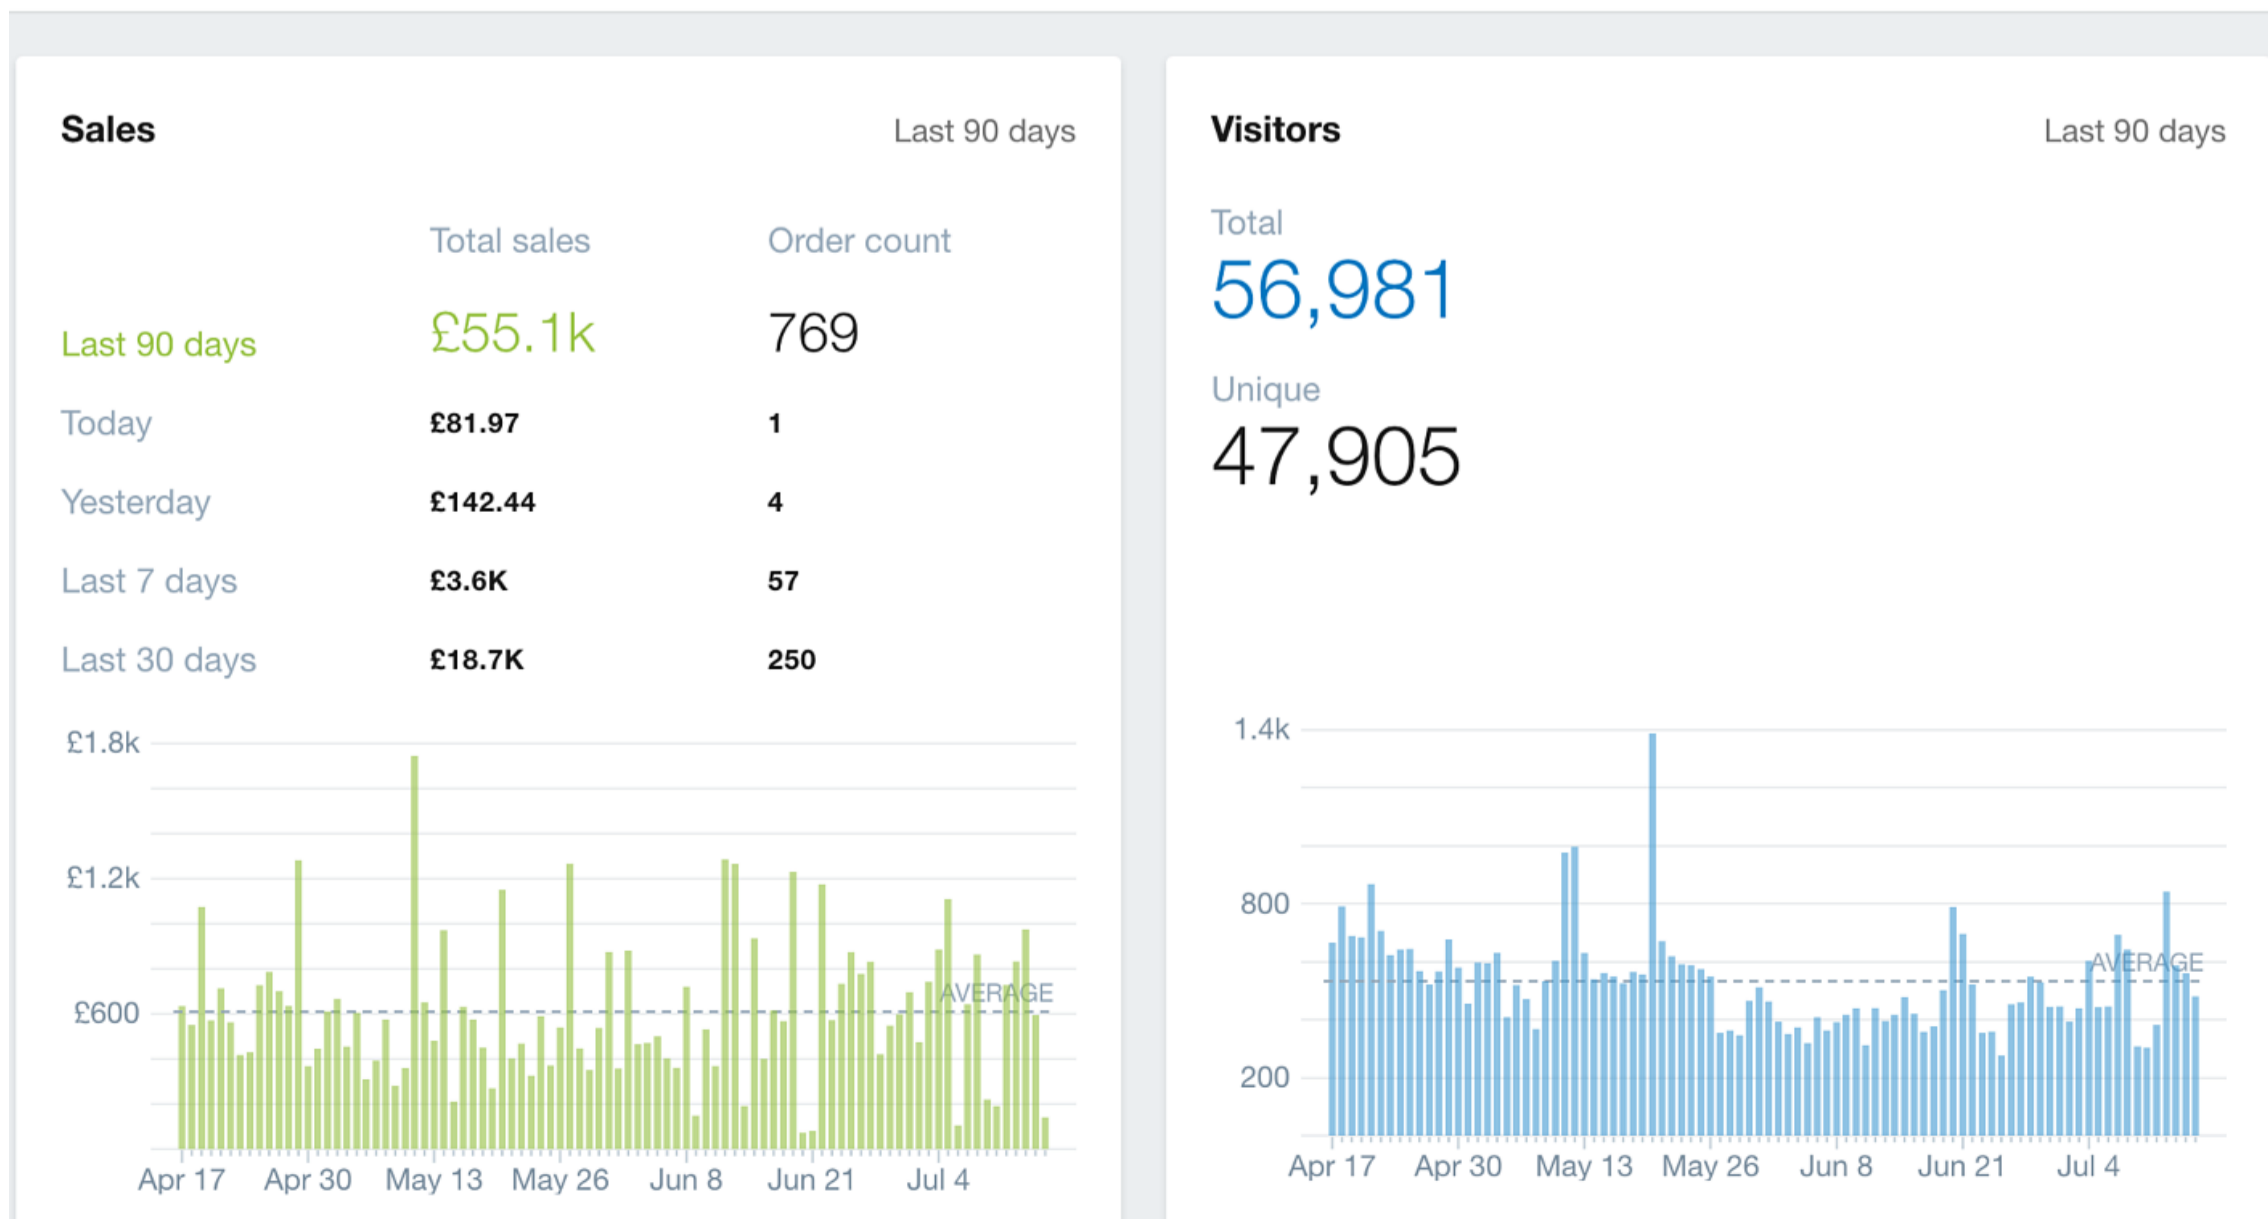 Sales Last 90 days
Total sales Order count
Last 90 days £55.1k 769
Today £81.97 1
Yesterday £142.44 4
Last 7 days £3.6K 57
Last 30 days £18.7K 250
£1.8k
£1.2k
£600
AVERAGE
Apr 17 Apr 30 May 13 May 26 Jun 8 Jun 21 Jul 4
Visitors Last 90 days
Total
56,981
Unique
47,905
1.4k
800
AVERAGE
200
Apr 17 Apr 30 May 13 May 26 Jun 8 Jun 21 Jul 4